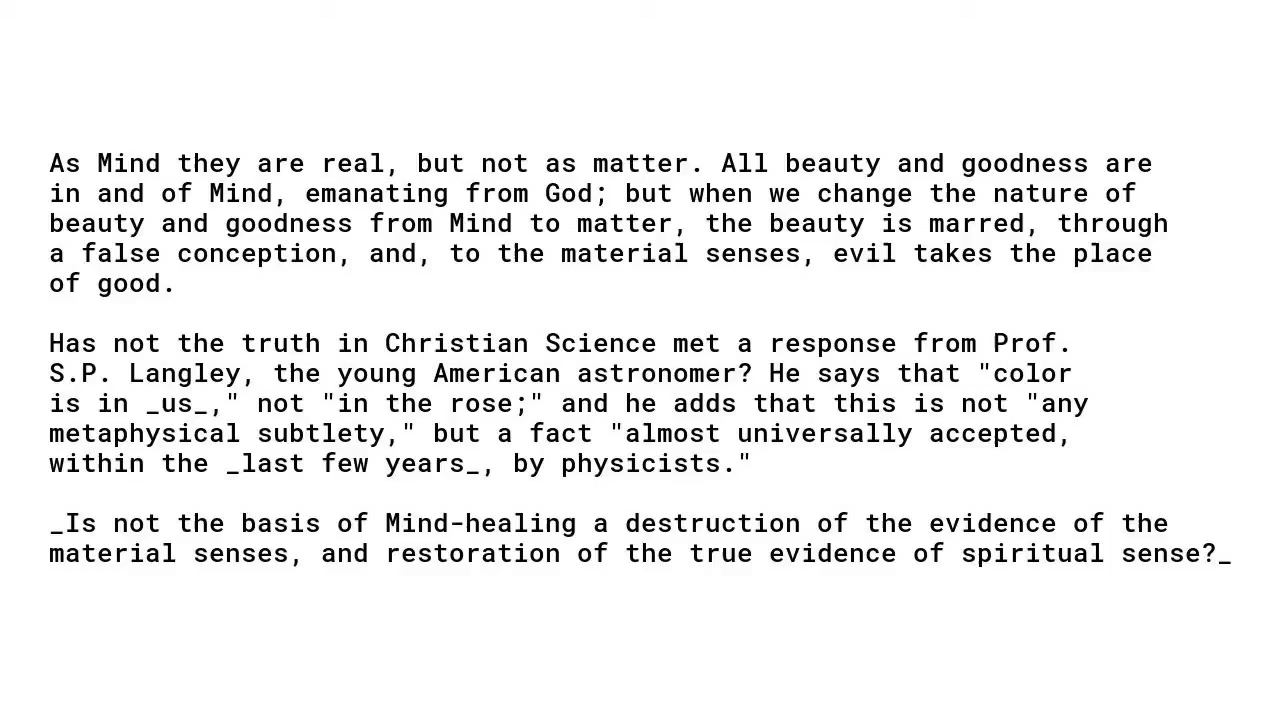 As Mind they are real, but not as matter. All beauty and goodness are
in and of Mind, emanating from God; but when we change the nature of
beauty and goodness from Mind to matter, the beauty is marred, through
a false conception, and, to the material senses, evil takes the place
of good.

Has not the truth in Christian Science met a response from Prof.
S.P. Langley, the young American astronomer? He says that "color
is in _us_," not "in the rose;" and he adds that this is not "any
metaphysical subtlety," but a fact "almost universally accepted,
within the _last few years_, by physicists."

_Is not the basis of Mind-healing a destruction of the evidence of the
material senses, and restoration of the true evidence of spiritual sense?_